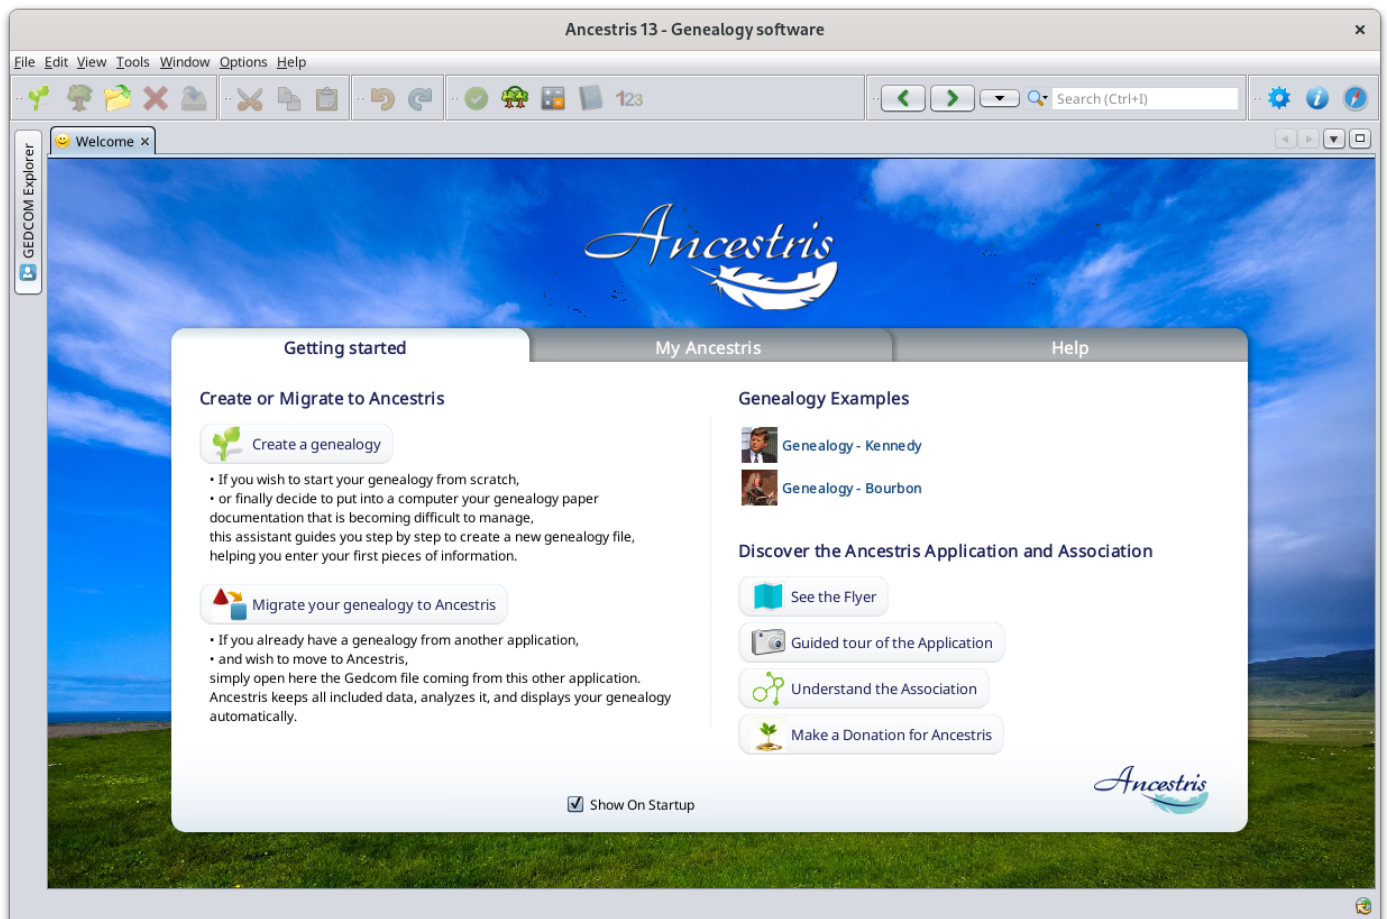 Ancestris 13 - Genealogy software
File Edit View Tools Window Options Help
123
Search (Ctrl+I)
Welcome
GEDCOM Explorer
Ancestris
Getting started
My Ancestris
Help
Create or Migrate to Ancestris
Create a genealogy
• If you wish to start your genealogy from scratch,
• or finally decide to put into a computer your genealogy paper
documentation that is becoming difficult to manage,
this assistant guides you step by step to create a new genealogy file,
helping you enter your first pieces of information.
Migrate your genealogy to Ancestris
• If you already have a genealogy from another application,
• and wish to move to Ancestris,
simply open here the Gedcom file coming from this other application.
Ancestris keeps all included data, analyzes it, and displays your genealogy
automatically.
Genealogy Examples
Genealogy - Kennedy
Genealogy - Bourbon
Discover the Ancestris Application and Association
See the Flyer
Guided tour of the Application
Understand the Association
Make a Donation for Ancestris
Ancestris
Show On Startup